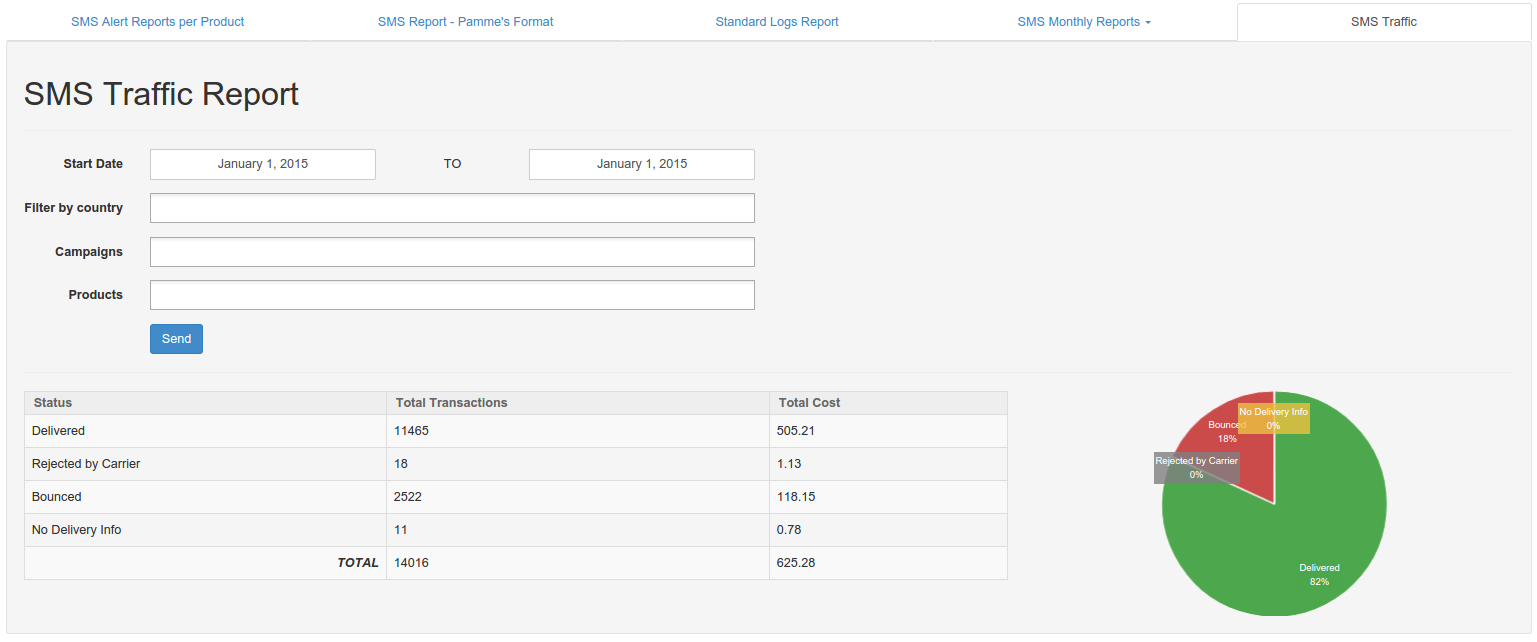 SMS Alert Reports per Product
SMS Report - Pamme's Format
Standard Logs Report
SMS Monthly Reports
SMS Traffic
SMS Traffic Report
Start Date January 1, 2015 TO January 1, 2015
Filter by country
Campaigns
Products
Send
Status Total Transactions Total Cost
Delivered 11465 505.21
Rejected by Carrier 18 1.13
Bounced 2522 118.15
No Delivery Info 11 0.78
TOTAL 14016 625.28
No Delivery Info
0%
Bounced
18%
Rejected by Carrier
0%
Delivered
82%